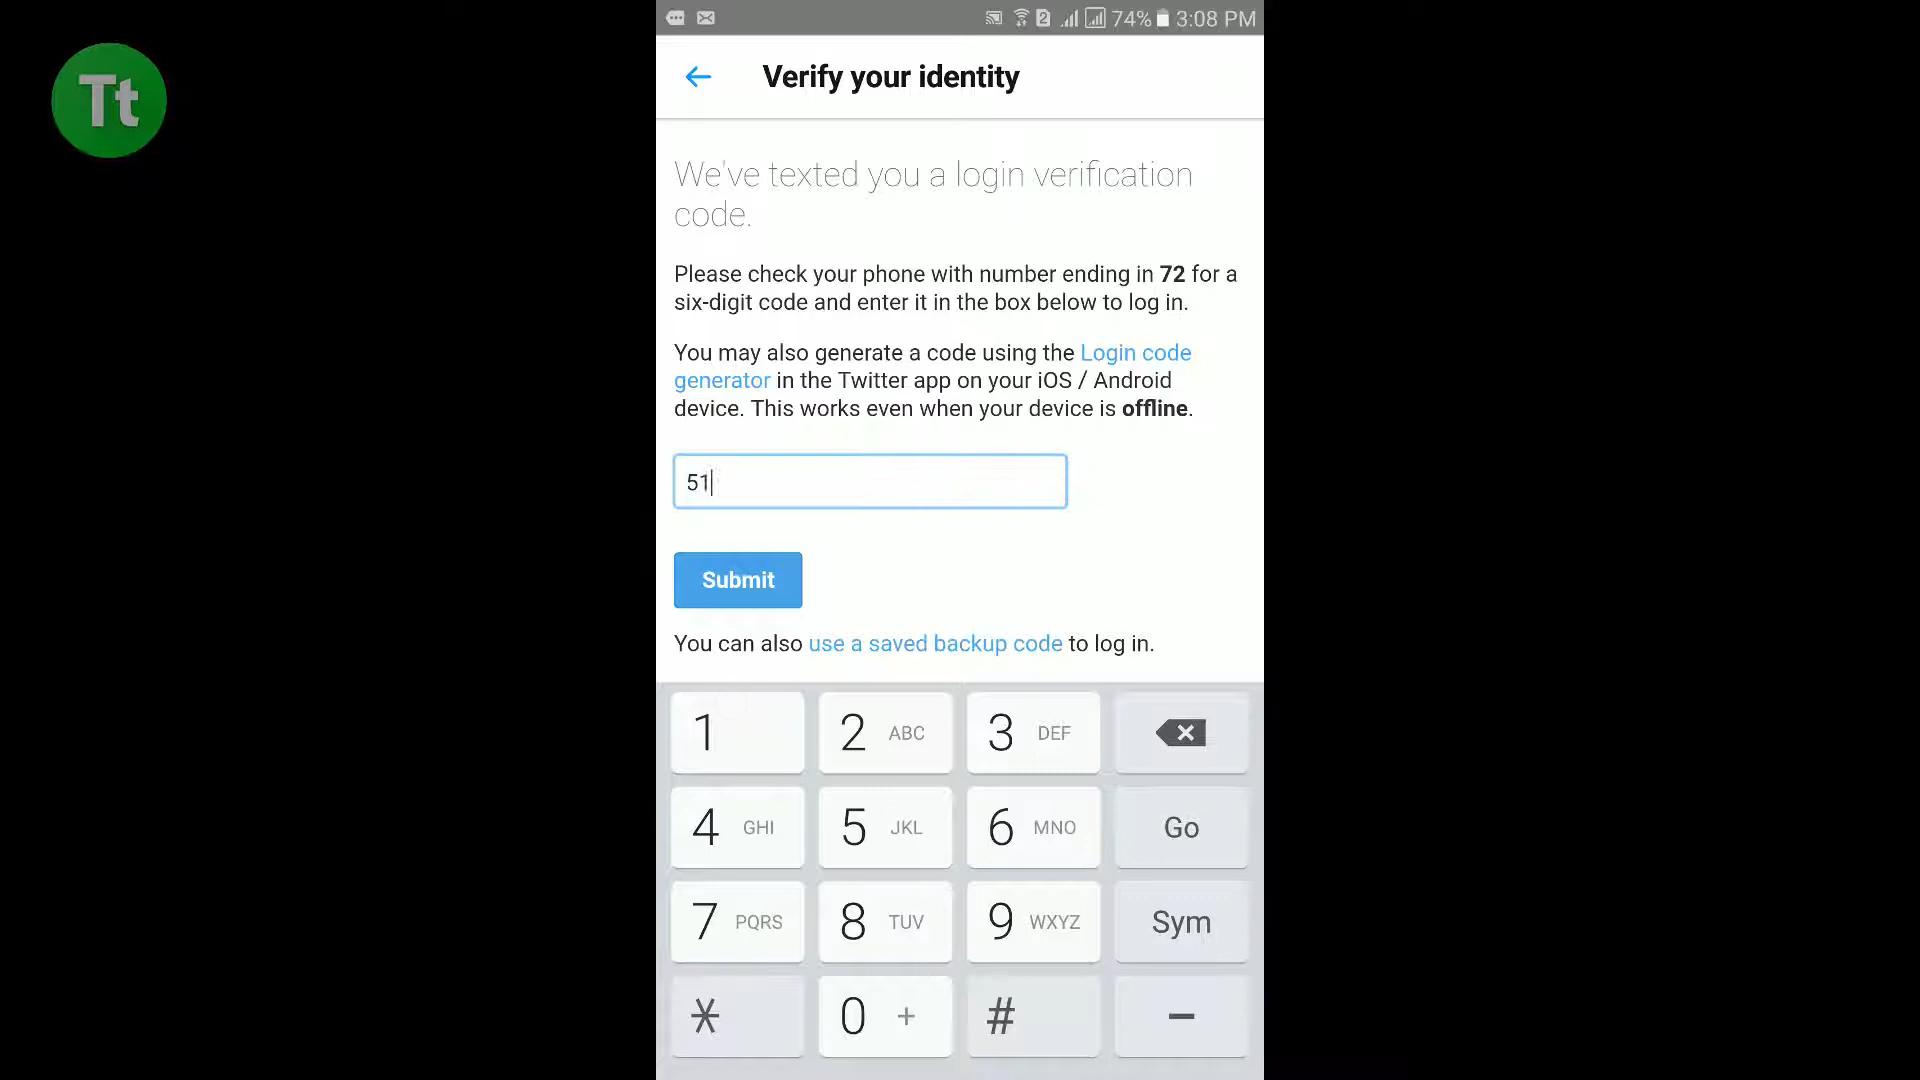 Tt
2 74% 3:08 PM
Verify your identity
We've texted you a login verification
code.
Please check your phone with number ending in 72 for a
six-digit code and enter it in the box below to log in.
You may also generate a code using the Login code
generator in the Twitter app on your iOS / Android
device. This works even when your device is offline.
51
Submit
You can also use a saved backup code to log in.
1 2 ABC 3 DEF
4 GHI 5 JKL 6 MNO Go
7 PQRS 8 TUV 9 WXYZ Sym
* 0 + # –